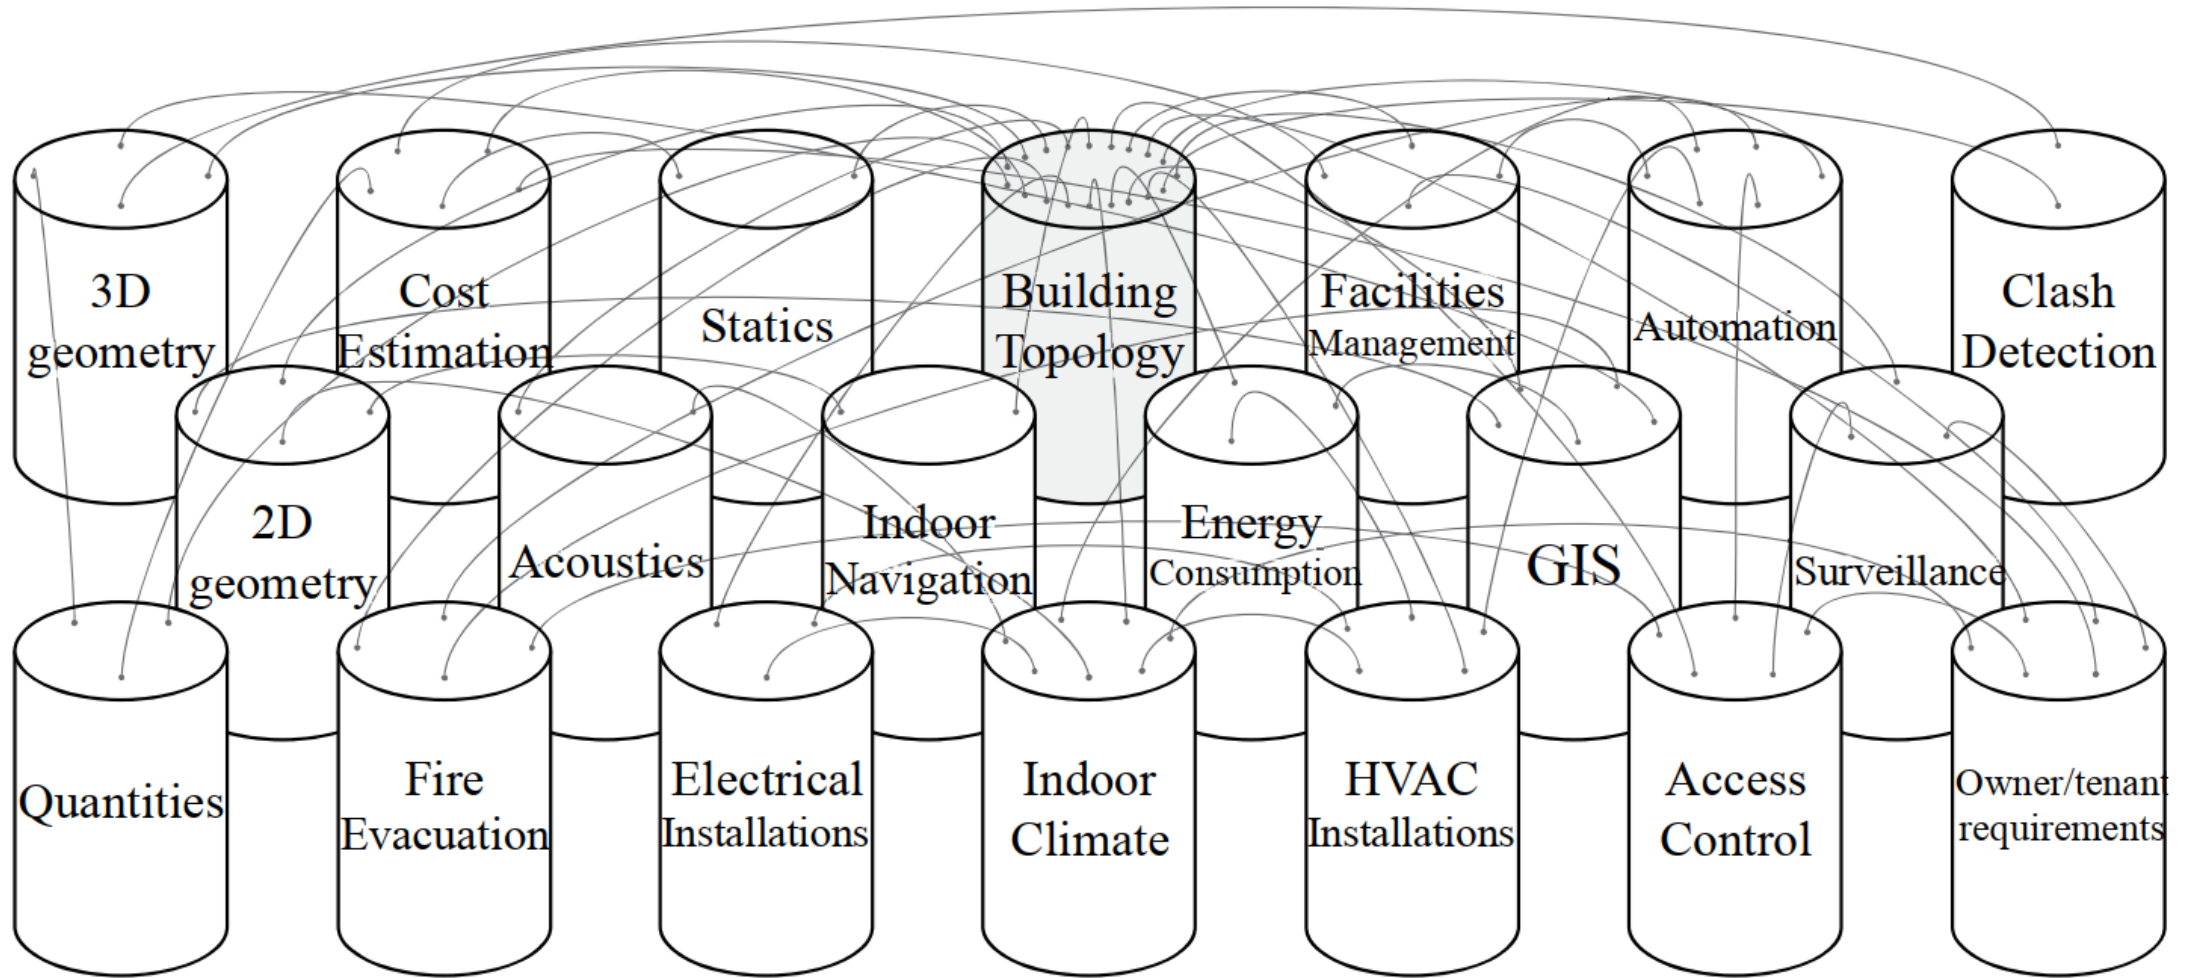 3D
geometry
Cost
Estimation
Statics
Building
Topology
Facilities
Management
Automation
Clash
Detection
2D
geometry
Acoustics
Indoor
Navigation
Energy
Consumption
GIS
Surveillance
Quantities
Fire
Evacuation
Electrical
Installations
Indoor
Climate
HVAC
Installations
Access
Control
Owner/tenant
requirements